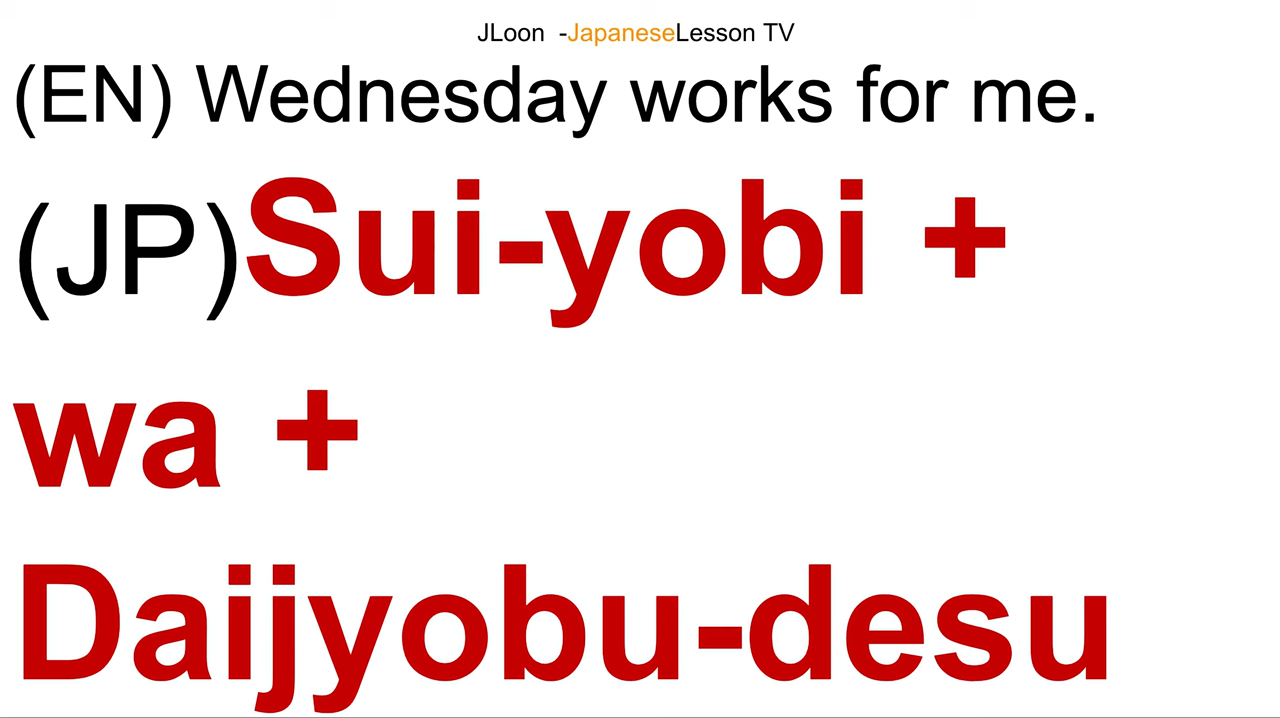 JLoon -JapaneseLesson TV
(EN) Wednesday works for me.
(JP)Sui-yobi +
wa +
Daijyobu-desu